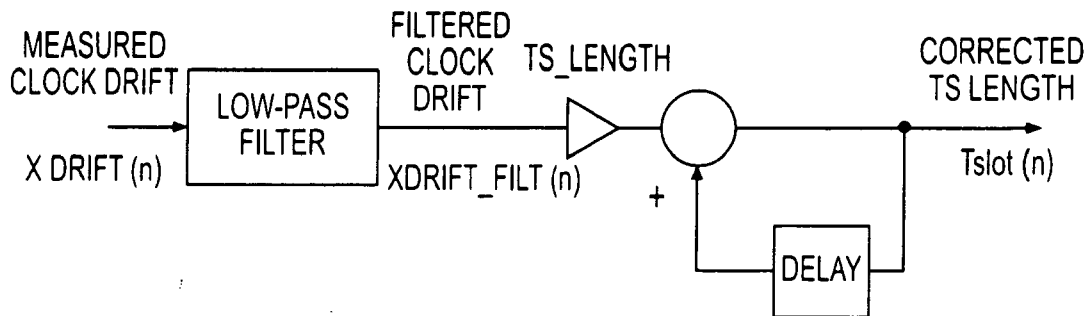 MEASURED
CLOCK DRIFT
X DRIFT (n)
LOW-PASS
FILTER
FILTERED
CLOCK
DRIFT
XDRIFT_FILT (n)
TS_LENGTH
+
DELAY
CORRECTED
TS LENGTH
Tslot (n)